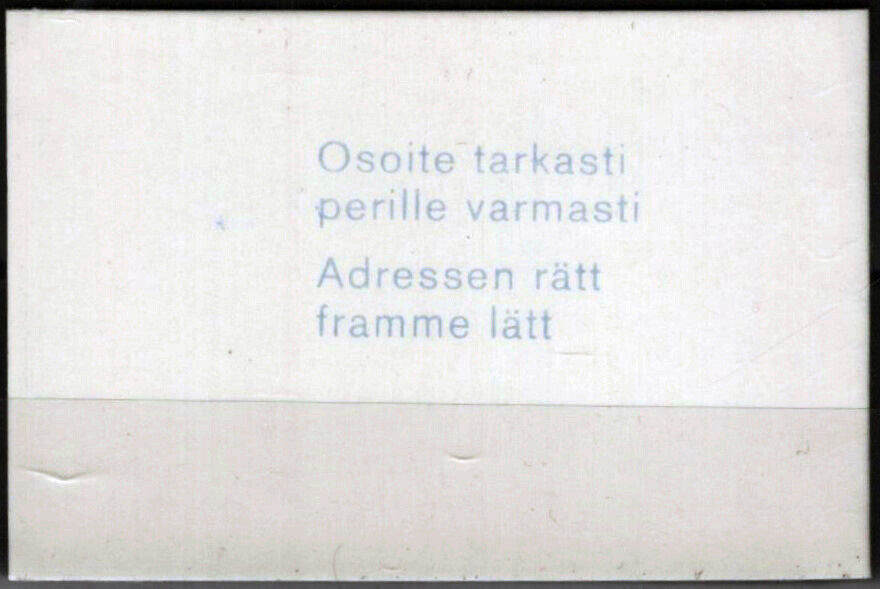 Osoite tarkasti
perille varmasti
Adressen rätt
framme lätt